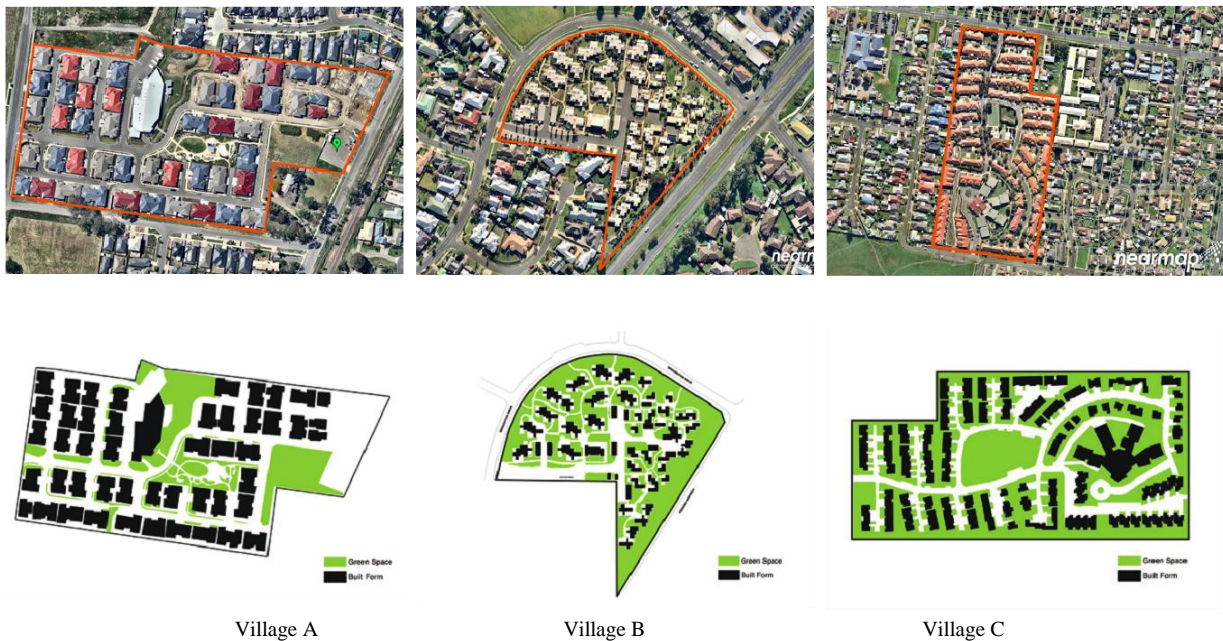 nearmap
nearmap
Green Space
Built Form
Green Space
Built Form
Green Space
Built Form
Village A
Village B
Village C